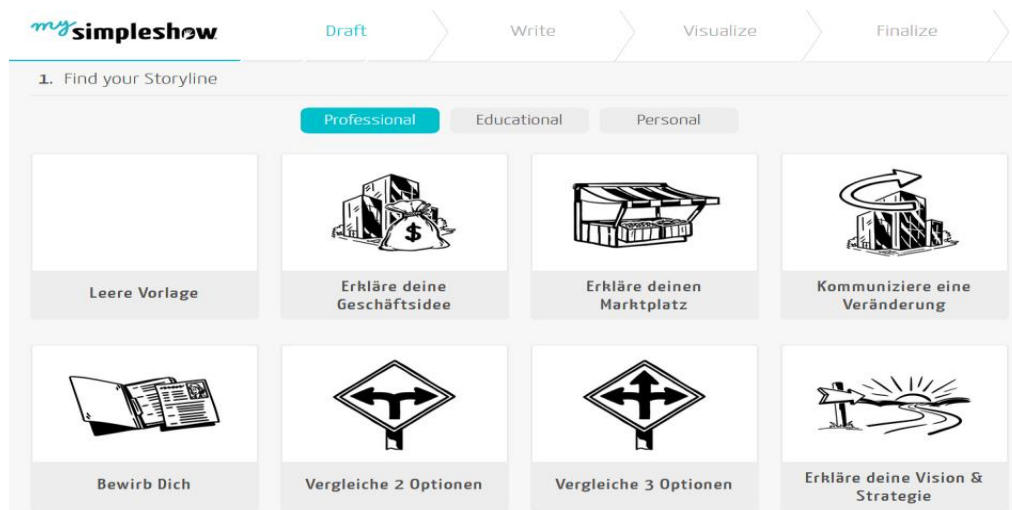 mysimpleshow
Draft
Write
Visualize
Finalize
1. Find your Storyline
Professional
Educational
Personal
Leere Vorlage
Erkläre deine
Geschäftsidee
Erkläre deinen
Marktplatz
Kommuniziere eine
Veränderung
$
Bewirb Dich
Vergleiche 2 Optionen
Vergleiche 3 Optionen
Erkläre deine Vision &
Strategie